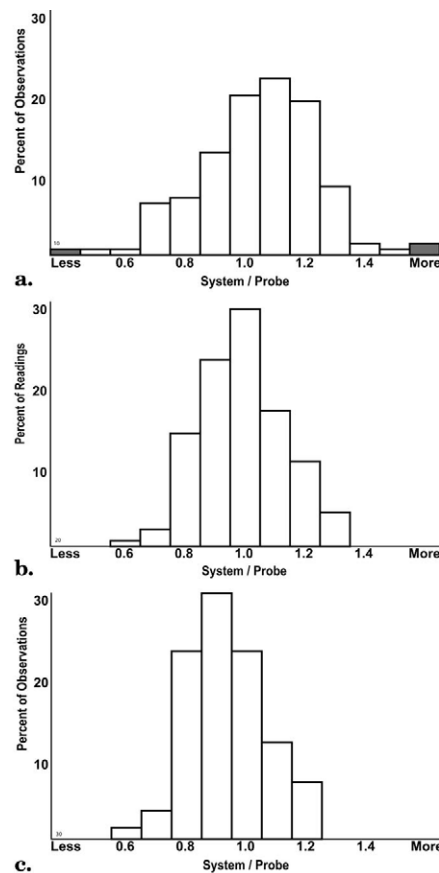 30
20
10
Percent of Observations
10
Less 0.6 0.8 1.0 1.2 1.4 More
a.
System / Probe
30
20
10
Percent of Readings
20
Less 0.6 0.8 1.0 1.2 1.4 More
b.
System / Probe
30
20
10
Percent of Observations
30
Less 0.6 0.8 1.0 1.2 1.4 More
c.
System / Probe